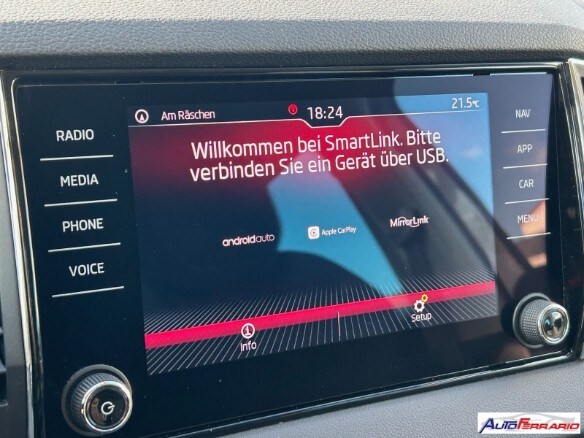 Am Räschen
18:24
21.5°C
Willkommen bei SmartLink. Bitte
verbinden Sie ein Gerät über USB.
androidauto
Apple CarPlay
MirrorLink
Info
Setup
RADIO
MEDIA
PHONE
VOICE
NAV
APP
CAR
MENU
AUTOFERRARIO